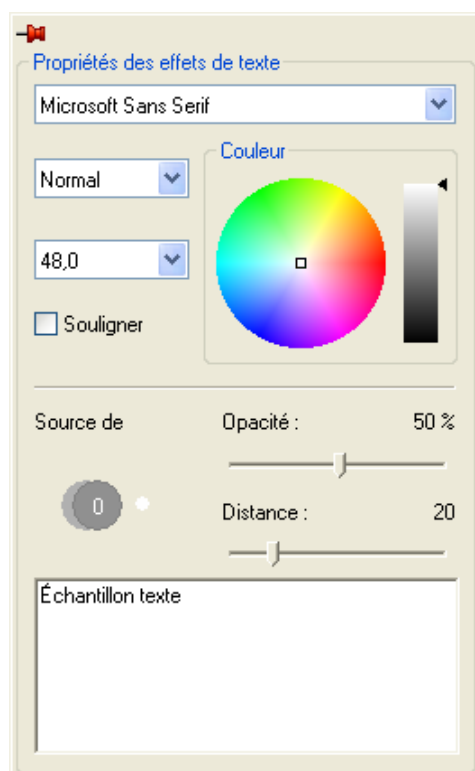 Propriétés des effets de texte
Microsoft Sans Serif
Couleur
Normal
48,0
Souligner
Source de
Opacité : 50 %
0
Distance : 20
Échantillon texte